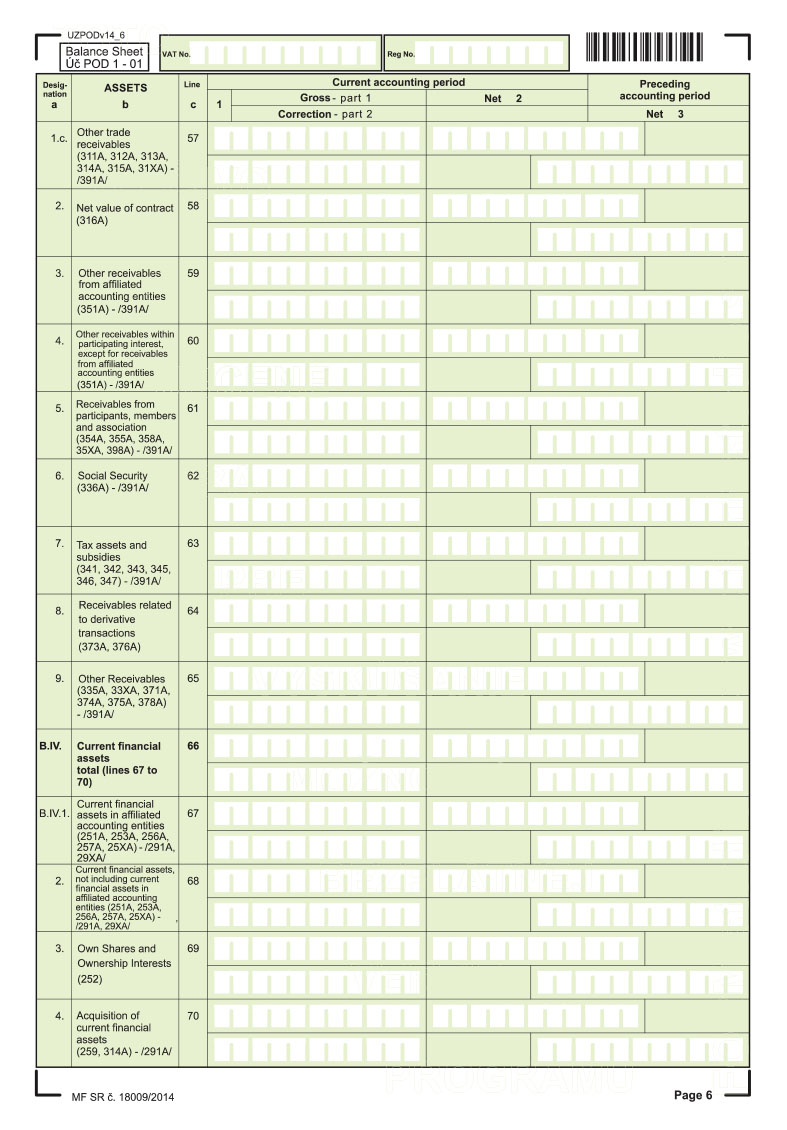 UZPODv14_6
Balance Sheet
Úč POD 1 - 01
VAT No.
Reg No.
Desig-
nation
a
ASSETS
b
Line
c
Current accounting period
1
Gross - part 1
Correction - part 2
Net 2
Preceding
accounting period
Net 3
1.c.
Other trade
receivables
(311A, 312A, 313A,
314A, 315A, 31XA) -
/391A/
57
2.
Net value of contract
(316A)
58
3.
Other receivables
from affiliated
accounting entities
(351A) - /391A/
59
4.
Other receivables within
participating interest,
except for receivables
from affiliated
accounting entities
(351A) - /391A/
60
5.
Receivables from
participants, members
and association
(354A, 355A, 358A,
35XA, 398A) - /391A/
61
6.
Social Security
(336A) - /391A/
62
7.
Tax assets and
subsidies
(341, 342, 343, 345,
346, 347) - /391A/
63
8.
Receivables related
to derivative
transactions
(373A, 376A)
64
9.
Other Receivables
(335A, 33XA, 371A,
374A, 375A, 378A)
- /391A/
65
B.IV.
Current financial
assets
total (lines 67 to
70)
66
B.IV.1.
Current financial
assets in affiliated
accounting entities
(251A, 253A, 256A,
257A, 25XA) - /291A,
29XA/
67
2.
Current financial assets,
not including current
financial assets in
affiliated accounting
entities (251A, 253A,
256A, 257A, 25XA) -
/291A, 29XA/
68
3.
Own Shares and
Ownership Interests
(252)
69
4.
Acquisition of
current financial
assets
(259, 314A) - /291A/
70
MF SR č. 18009/2014
Page 6